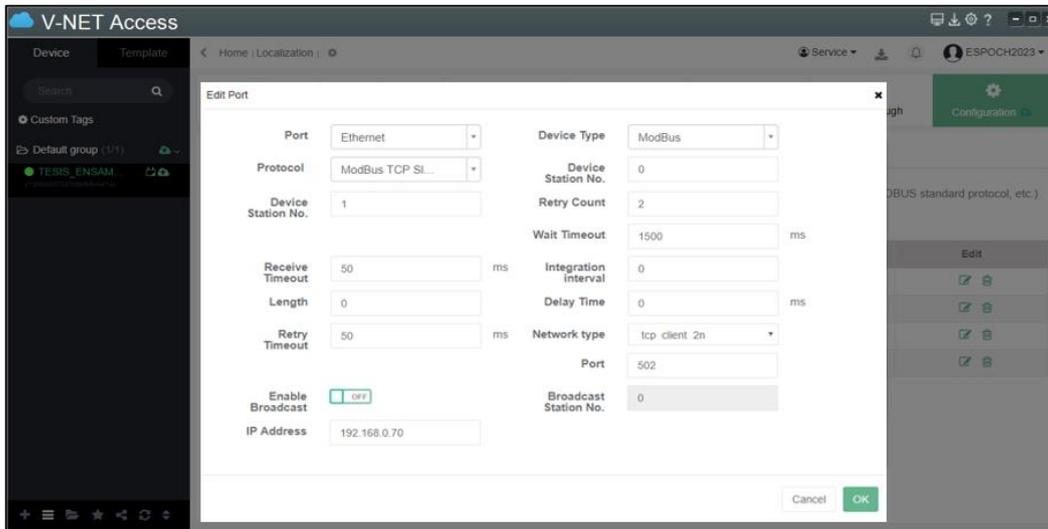 V-NET Access
?
Device Template
Home | Localization |
Service
ESPOCH2023
Search
Custom Tags
Default group (1/1)
TESIS_ENSAM...
ugh
Configuration
DBUS standard protocol, etc.)
Edit
Edit Port
Port Ethernet Device Type ModBus
Protocol ModBus TCP Sl... Device Station No. 0
Device Station No. 1 Retry Count 2
Wait Timeout 1500 ms
Receive Timeout 50 ms Integration interval 0
Length 0 Delay Time 0 ms
Retry Timeout 50 ms Network type tcp client 2n
Port 502
Enable Broadcast OFF Broadcast Station No. 0
IP Address 192.168.0.70
Cancel OK